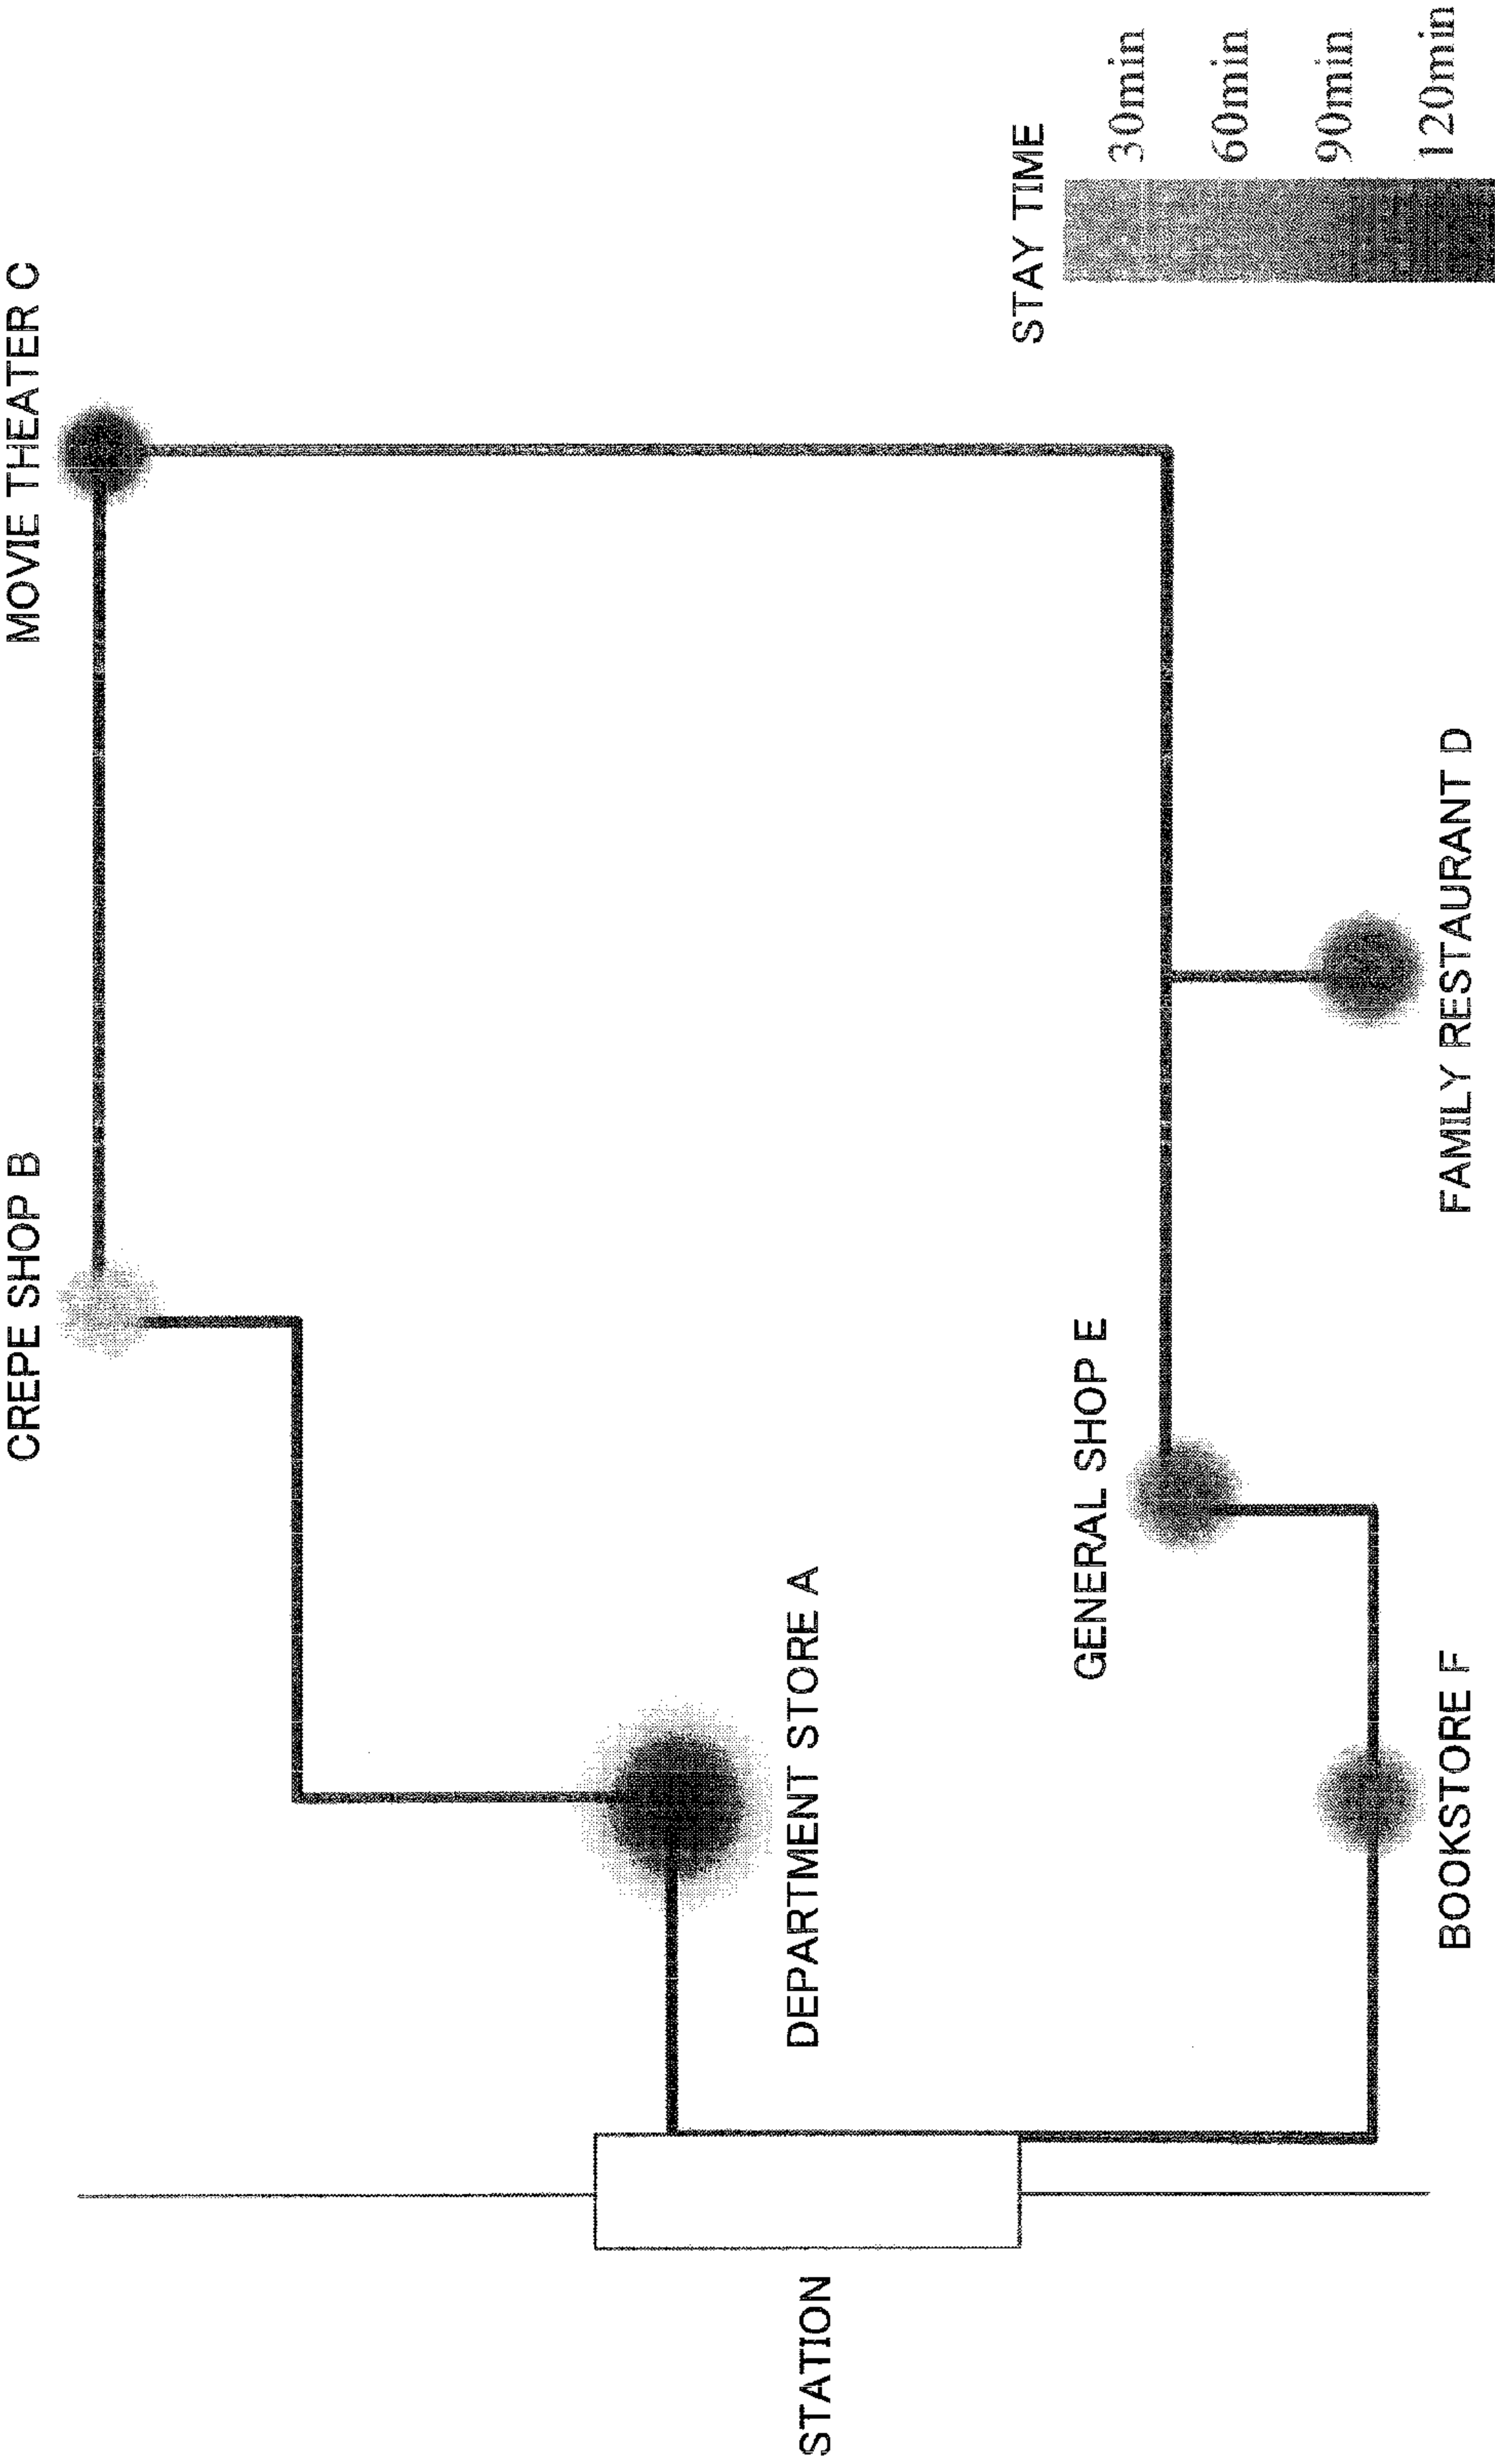 CREPE SHOP B
MOVIE THEATER C
DEPARTMENT STORE A
STATION
GENERAL SHOP E
BOOKSTORE F
FAMILY RESTAURANT D
STAY TIME
30min
60min
90min
120min